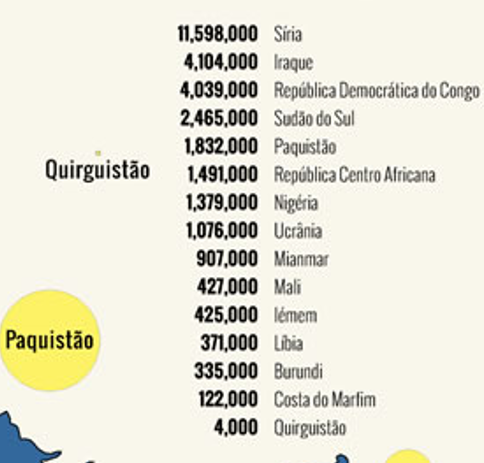 11,598,000 Síria
4,104,000 Iraque
4,039,000 República Democrática do Congo
2,465,000 Sudão do Sul
1,832,000 Paquistão
1,491,000 República Centro Africana
1,379,000 Nigéria
1,076,000 Ucrânia
907,000 Mianmar
427,000 Mali
425,000 Iémem
371,000 Líbia
335,000 Burundi
122,000 Costa do Marfim
4,000 Quirguistão
Quirguistão
Paquistão